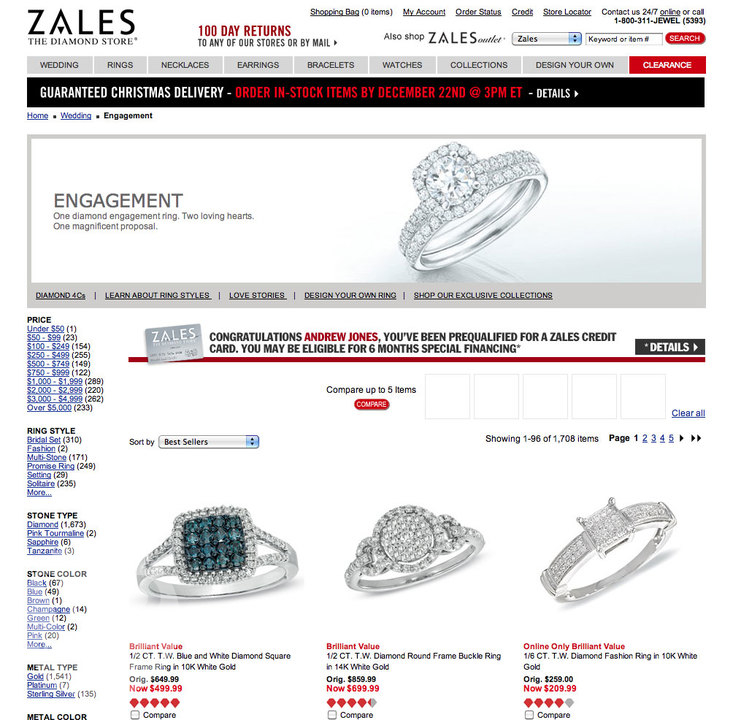 ZALES
THE DIAMOND STORE®
100 DAY RETURNS
TO ANY OF OUR STORES OR BY MAIL
Shopping Bag (0 items) My Account Order Status Credit Store Locator Contact us 24/7 online or call
1-800-311-JEWEL (5393)
Also shop ZALES outlet Zales Keyword or item # SEARCH
WEDDING RINGS NECKLACES EARRINGS BRACELETS WATCHES COLLECTIONS DESIGN YOUR OWN CLEARANCE
GUARANTEED CHRISTMAS DELIVERY - ORDER IN-STOCK ITEMS BY DECEMBER 22ND @ 3PM ET - DETAILS
Home ▪ Wedding ▪ Engagement
ENGAGEMENT
One diamond engagement ring. Two loving hearts.
One magnificent proposal.
DIAMOND 4Cs | LEARN ABOUT RING STYLES | LOVE STORIES | DESIGN YOUR OWN RING | SHOP OUR EXCLUSIVE COLLECTIONS
PRICE
Under $50 (1)
$50 - $99 (23)
$100 - $249 (154)
$250 - $499 (255)
$500 - $749 (149)
$750 - $999 (122)
$1,000 - $1,999 (289)
$2,000 - $2,999 (220)
$3,000 - $4,999 (262)
Over $5,000 (233)
RING STYLE
Bridal Set (310)
Fashion (2)
Multi-Stone (171)
Promise Ring (249)
Setting (29)
Solitaire (235)
More...
STONE TYPE
Diamond (1,673)
Pink Tourmaline (2)
Sapphire (6)
Tanzanite (3)
STONE COLOR
Black (67)
Blue (49)
Brown (1)
Champagne (14)
Green (12)
Multi-Color (2)
Pink (20)
More...
METAL TYPE
Gold (1,541)
Platinum (7)
Sterling Silver (135)
METAL COLOR
ZALES
CONGRATULATIONS ANDREW JONES, YOU'VE BEEN PREQUALIFIED FOR A ZALES CREDIT
CARD. YOU MAY BE ELIGIBLE FOR 6 MONTHS SPECIAL FINANCING*
*DETAILS
Compare up to 5 Items
COMPARE
Clear all
Sort by Best Sellers
Showing 1-96 of 1,708 items Page 1 2 3 4 5
Brilliant Value
1/2 CT. T.W. Blue and White Diamond Square
Frame Ring in 10K White Gold
Orig. $649.99
Now $499.99
Compare
Brilliant Value
1/2 CT. T.W. Diamond Round Frame Buckle Ring
in 14K White Gold
Orig. $859.99
Now $699.99
Compare
Online Only Brilliant Value
1/6 CT. T.W. Diamond Fashion Ring in 10K White
Gold
Orig. $259.00
Now $209.99
Compare